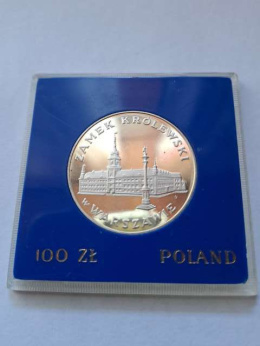 ZAMEK KRÓLEWSKI
W WARSZAWIE
100 ZŁ POLAND